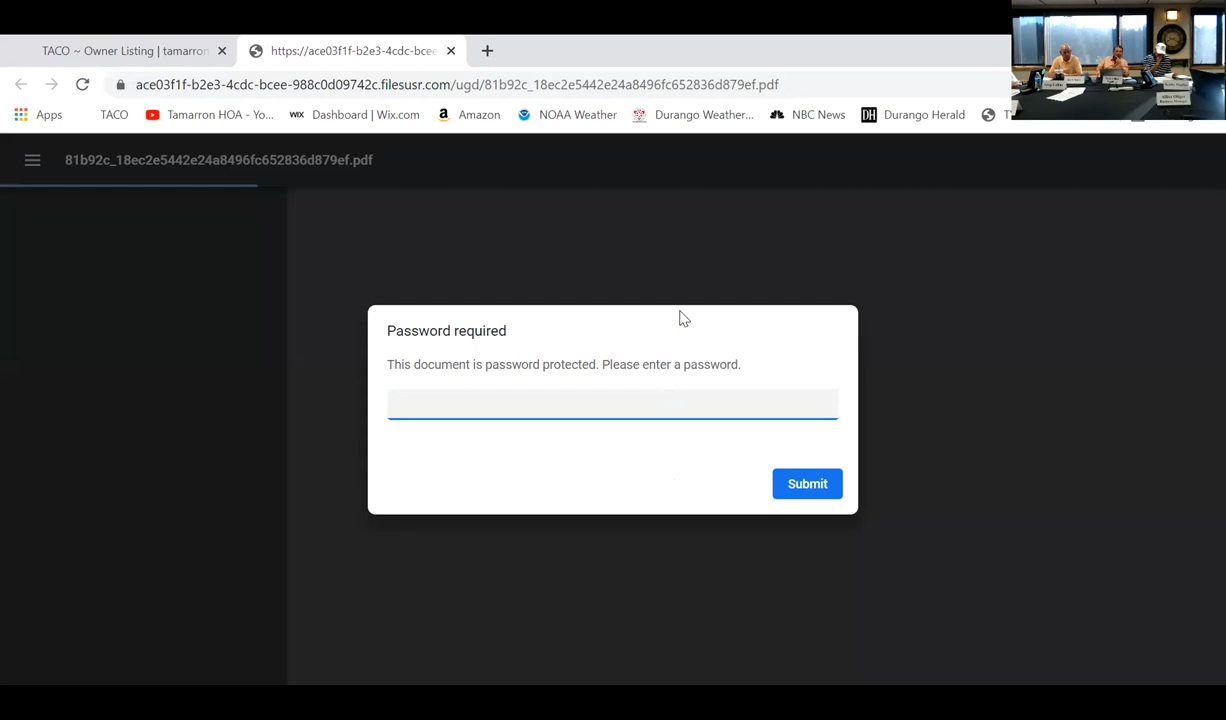 TACO ~ Owner Listing | tamarron
https://ace03f1f-b2e3-4cdc-bcee
ace03f1f-b2e3-4cdc-bcee-988c0d09742c.filesusr.com/ugd/81b92c_18ec2e5442e24a8496fc652836d879ef.pdf
Apps TACO Tamarron HOA - Yo... WIX Dashboard | Wix.com Amazon NOAA Weather Durango Weather... NBC News DH Durango Herald
81b92c_18ec2e5442e24a8496fc652836d879ef.pdf
Password required
This document is password protected. Please enter a password.
Submit